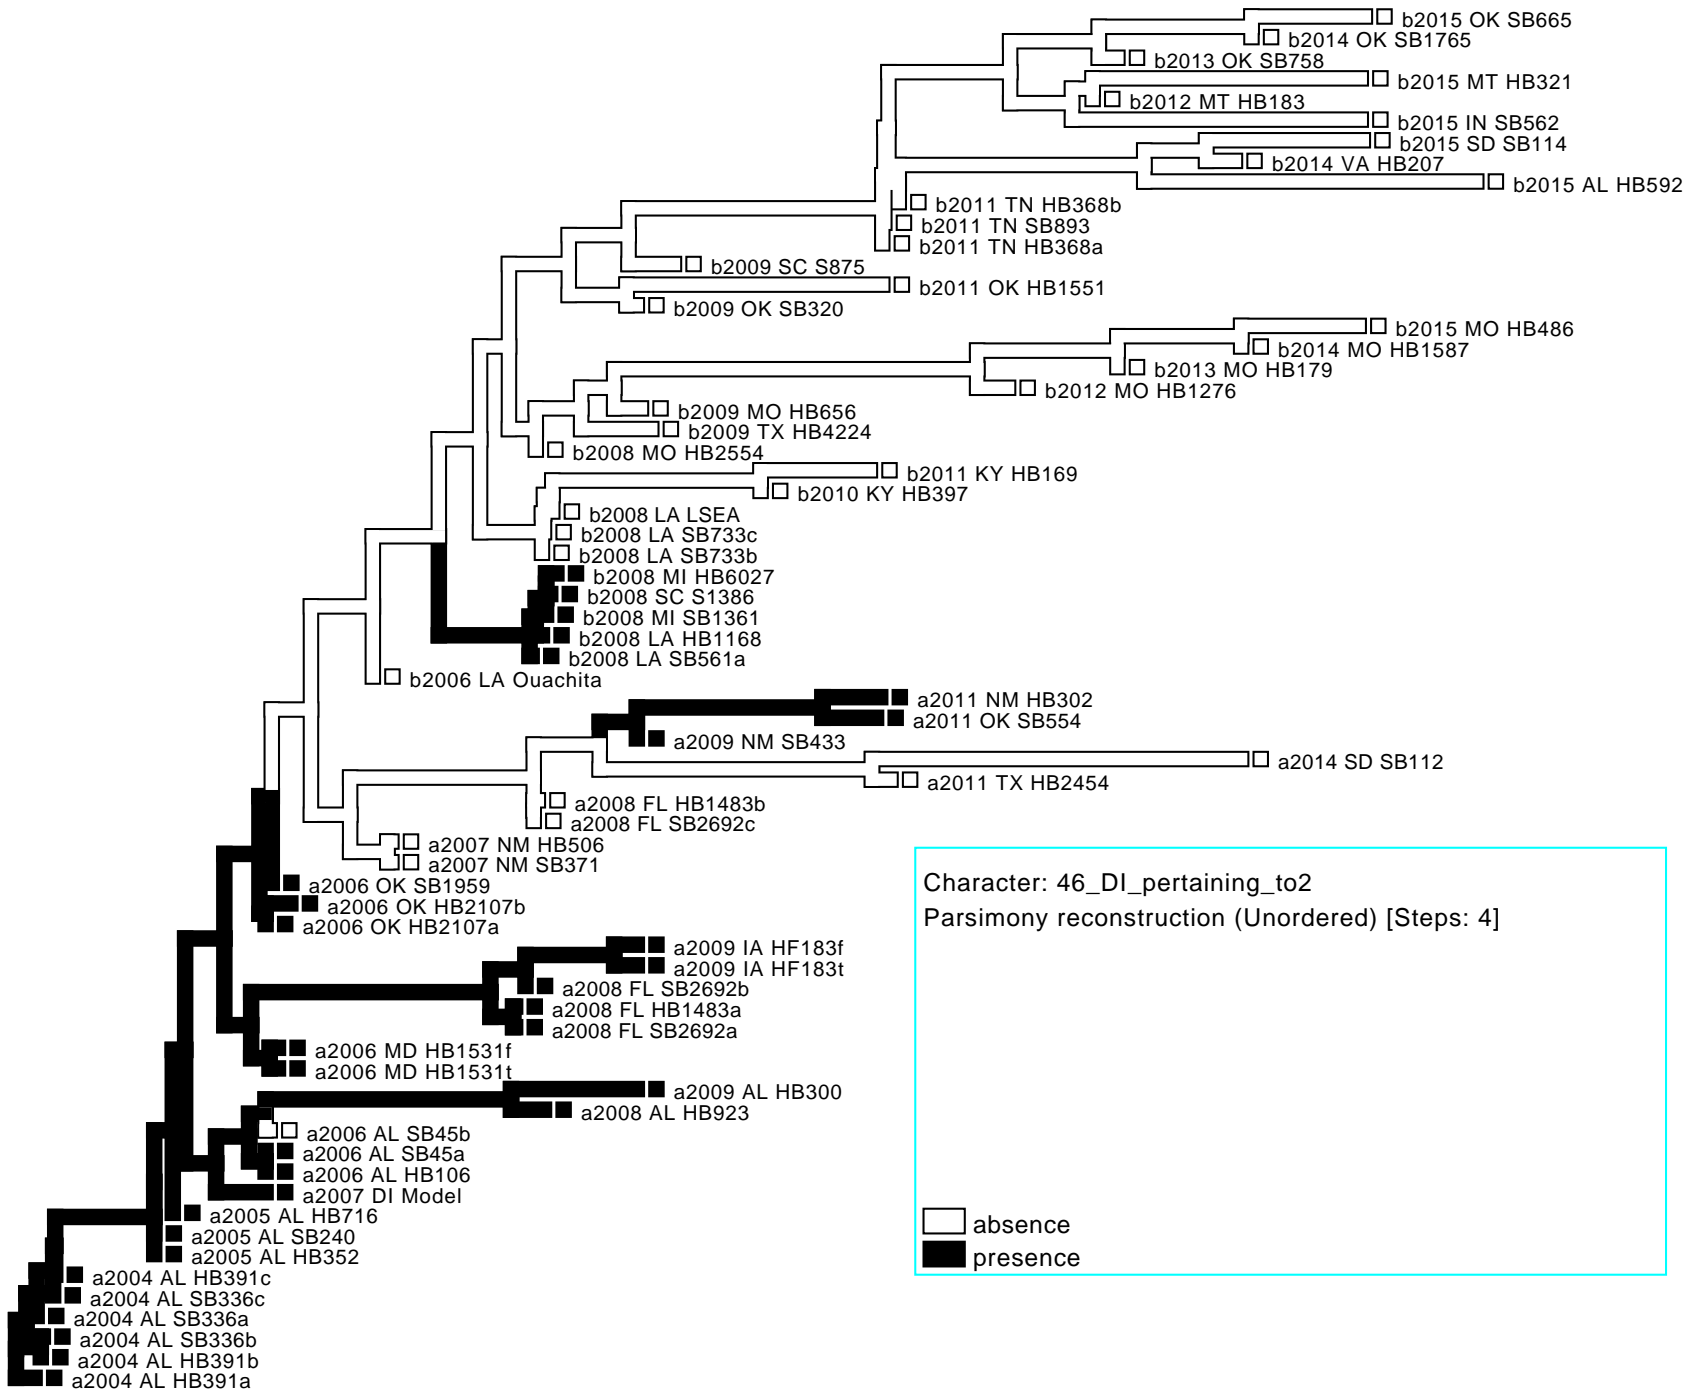 b2015 OK SB665
b2014 OK SB1765
b2013 OK SB758
b2015 MT HB321
b2012 MT HB183
b2015 IN SB562
b2015 SD SB114
b2014 VA HB207
b2015 AL HB592
b2011 TN HB368b
b2011 TN SB893
b2011 TN HB368a
b2009 SC S875
b2011 OK HB1551
b2009 OK SB320
b2015 MO HB486
b2014 MO HB1587
b2013 MO HB179
b2012 MO HB1276
b2009 MO HB656
b2009 TX HB4224
b2008 MO HB2554
b2011 KY HB169
b2010 KY HB397
b2008 LA LSEA
b2008 LA SB733c
b2008 LA SB733b
b2008 MI HB6027
b2008 SC S1386
b2008 MI SB1361
b2008 LA HB1168
b2008 LA SB561a
b2006 LA Ouachita
a2011 NM HB302
a2011 OK SB554
a2009 NM SB433
a2014 SD SB112
a2011 TX HB2454
a2008 FL HB1483b
a2008 FL SB2692c
a2007 NM HB506
a2007 NM SB371
a2006 OK SB1959
a2006 OK HB2107b
a2006 OK HB2107a
a2009 IA HF183f
a2009 IA HF183t
a2008 FL SB2692b
a2008 FL HB1483a
a2008 FL SB2692a
a2006 MD HB1531f
a2006 MD HB1531t
a2009 AL HB300
a2008 AL HB923
a2006 AL SB45b
a2006 AL SB45a
a2006 AL HB106
a2007 DI Model
a2005 AL HB716
a2005 AL SB240
a2005 AL HB352
a2004 AL HB391c
a2004 AL SB336c
a2004 AL SB336a
a2004 AL SB336b
a2004 AL HB391b
a2004 AL HB391a
Character: 46_DI_pertaining_to2
Parsimony reconstruction (Unordered) [Steps: 4]
absence
presence